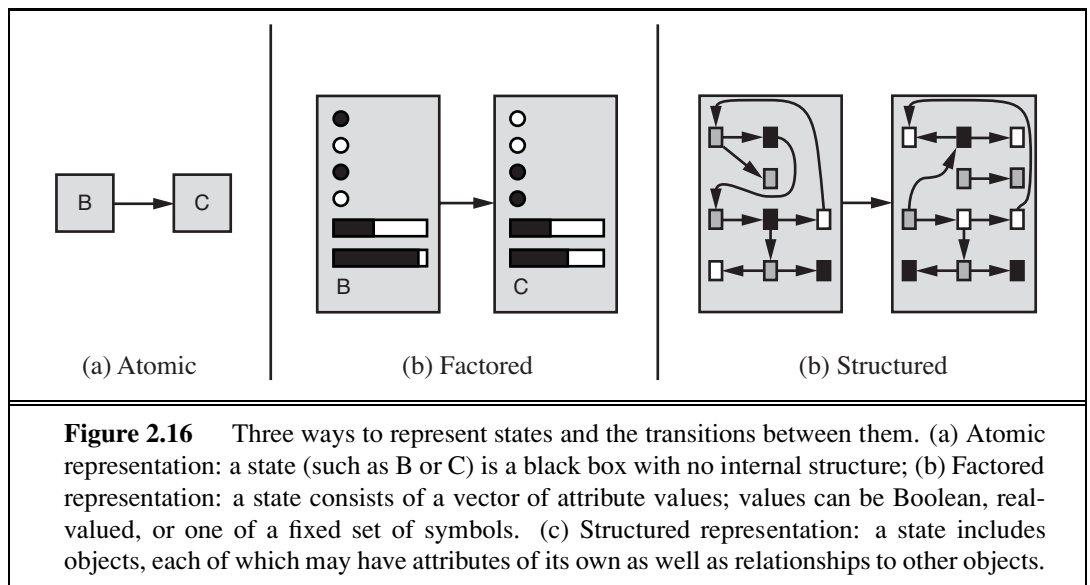 B
C
B
C
(a) Atomic
(b) Factored
(b) Structured
Figure 2.16 Three ways to represent states and the transitions between them. (a) Atomic
representation: a state (such as B or C) is a black box with no internal structure; (b) Factored
representation: a state consists of a vector of attribute values; values can be Boolean, real-
valued, or one of a fixed set of symbols. (c) Structured representation: a state includes
objects, each of which may have attributes of its own as well as relationships to other objects.